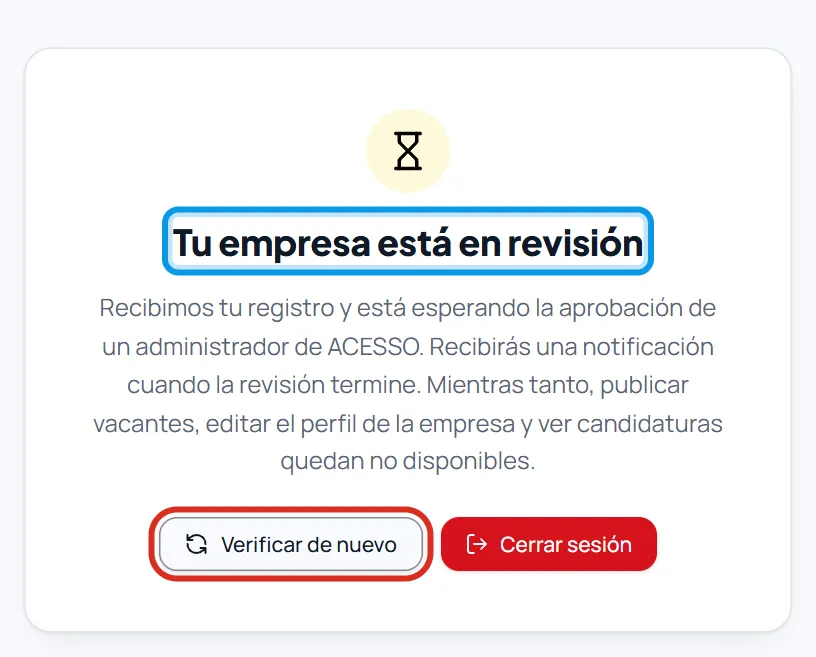 Tu empresa está en revisión
Recibimos tu registro y está esperando la aprobación de
un administrador de ACESSO. Recibirás una notificación
cuando la revisión termine. Mientras tanto, publicar
vacantes, editar el perfil de la empresa y ver candidaturas
quedan no disponibles.
Verificar de nuevo
Cerrar sesión